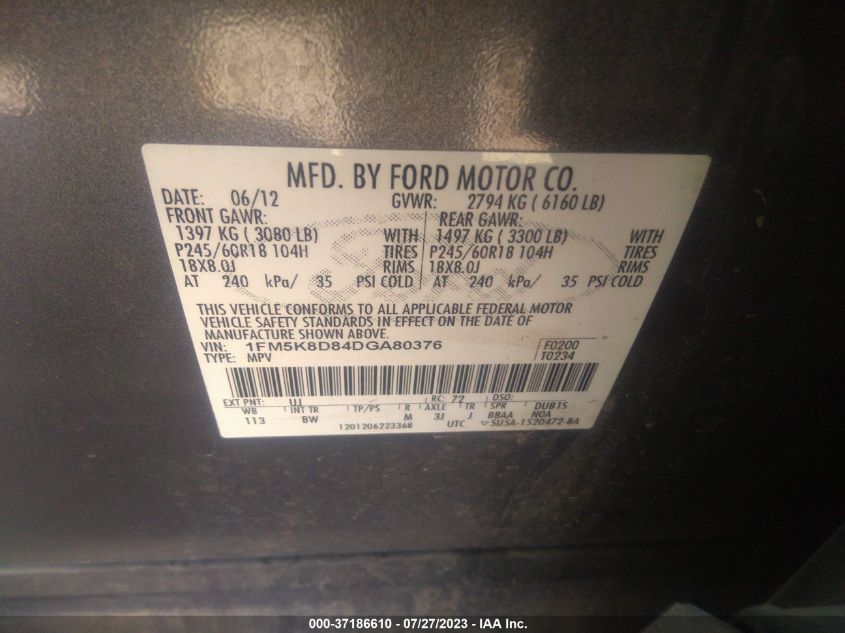 MFD. BY FORD MOTOR CO.
DATE: 06/12 GVWR: 2794 KG ( 6160 LB)
FRONT GAWR: REAR GAWR:
1397 KG ( 3080 LB) WITH 1497 KG ( 3300 LB) WITH
P245/60R18 104H TIRES P245/60R18 104H TIRES
18X8.0J RIMS 18X8.0J RIMS
AT 240 kPa/ 35 PSI COLD AT 240 kPa/ 35 PSI COLD
THIS VEHICLE CONFORMS TO ALL APPLICABLE FEDERAL MOTOR
VEHICLE SAFETY STANDARDS IN EFFECT ON THE DATE OF
MANUFACTURE SHOWN ABOVE.
VIN: 1FM5K8D84DGA80376 F0200
TYPE: MPV T0234
EXT PNT: UJ RC: 72 DSO:
WB INT TR TP/PS R AXLE TR SPR DUB15
113 BW M 3J J BBAA NOA
1201206223368 UTC 5U5A-1520472-BA
000-37186610 / 07/27/2023 - IAA Inc.